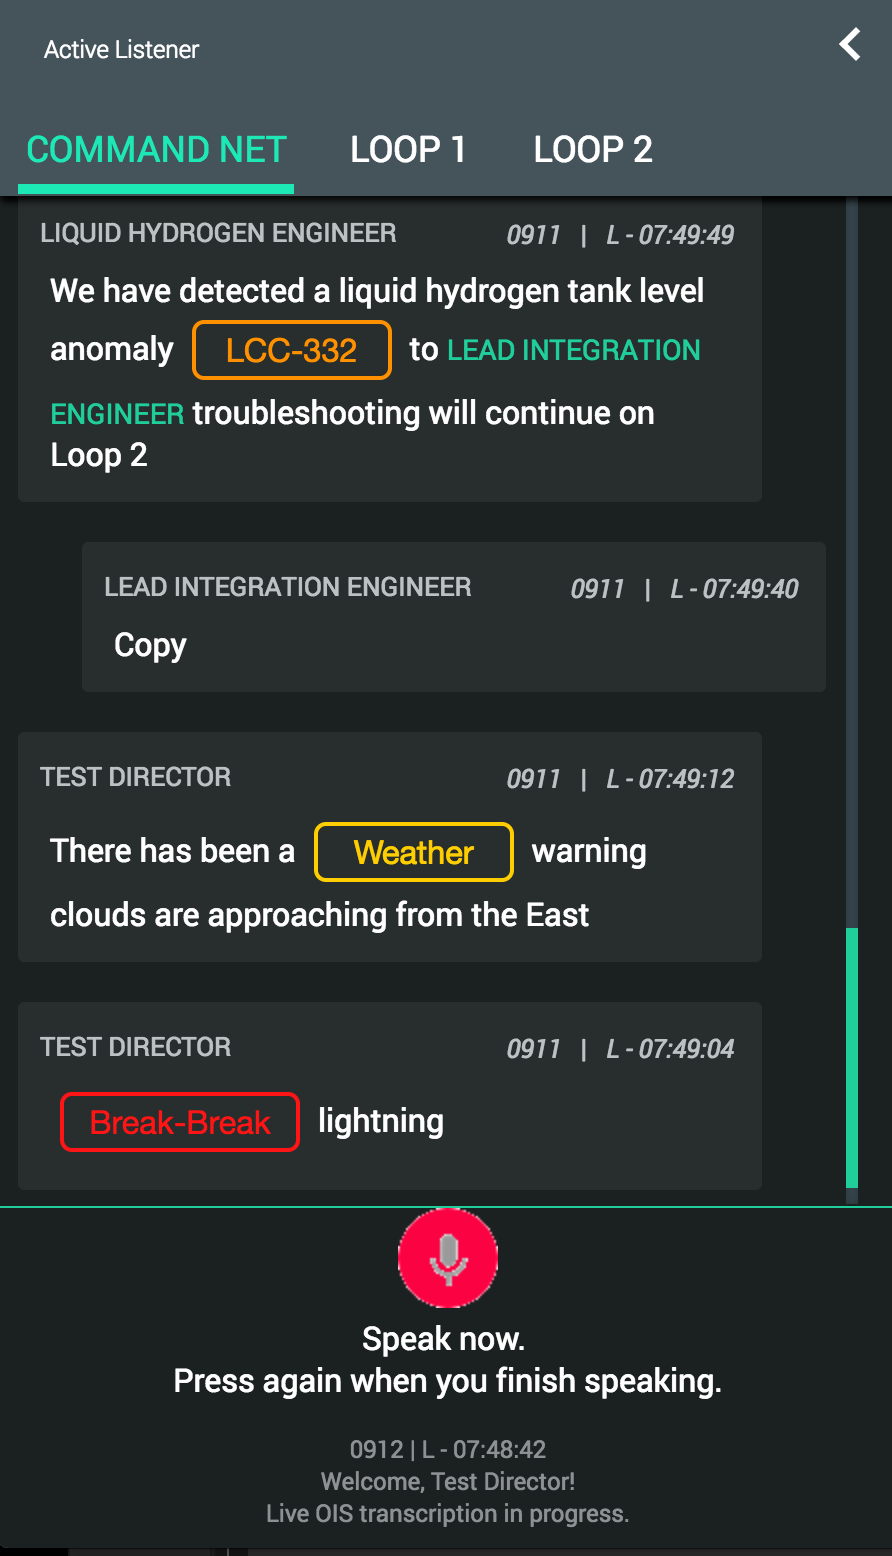 Active Listener
COMMAND NET LOOP 1 LOOP 2
LIQUID HYDROGEN ENGINEER 0911 | L - 07:49:49
We have detected a liquid hydrogen tank level
anomaly LCC-332 to LEAD INTEGRATION
ENGINEER troubleshooting will continue on
Loop 2
LEAD INTEGRATION ENGINEER 0911 | L - 07:49:40
Copy
TEST DIRECTOR 0911 | L - 07:49:12
There has been a Weather warning
clouds are approaching from the East
TEST DIRECTOR 0911 | L - 07:49:04
Break-Break lightning
Speak now.
Press again when you finish speaking.
0912 | L - 07:48:42
Welcome, Test Director!
Live OIS transcription in progress.